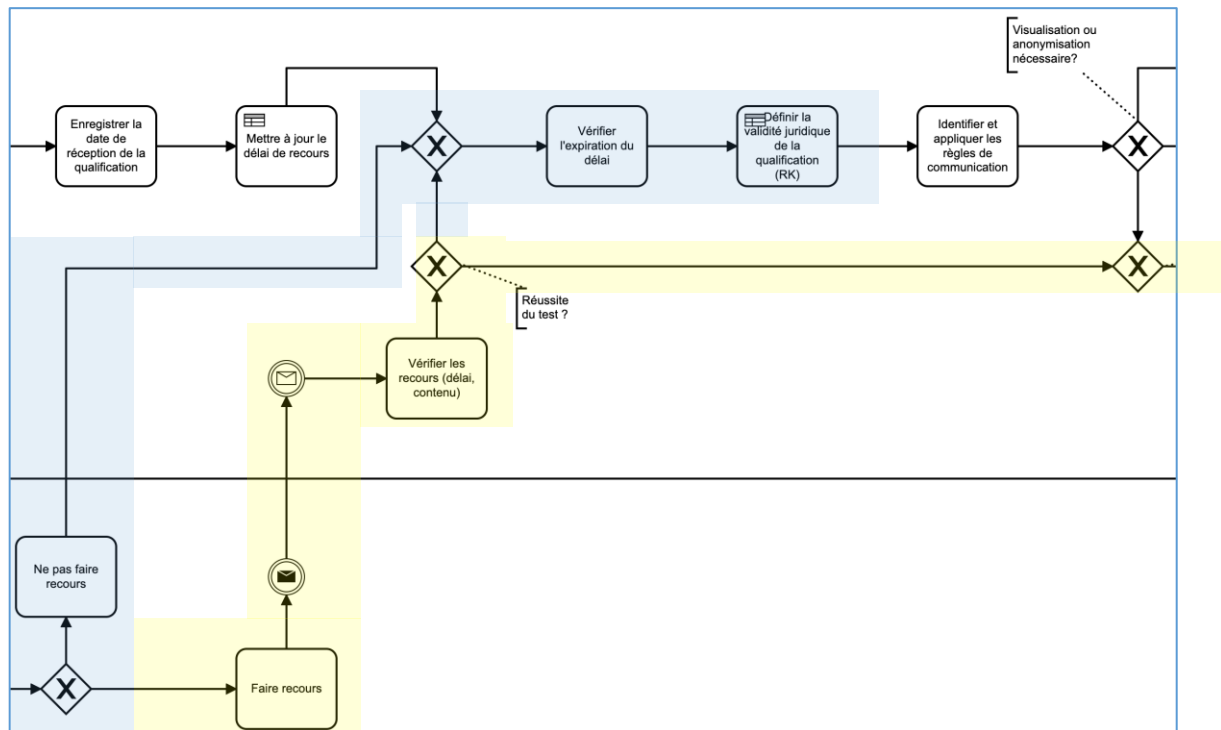 Visualisation ou
anonymisation
nécessaire?
Enregistrer la
date de
réception de la
qualification
Mettre à jour le
délai de recours
Vérifier
l'expiration du
délai
Définir la
validité juridique
de la
qualification
(RK)
Identifier et
appliquer les
règles de
communication
Réussite
du test ?
Vérifier les
recours (délai,
contenu)
Ne pas faire
recours
Faire recours